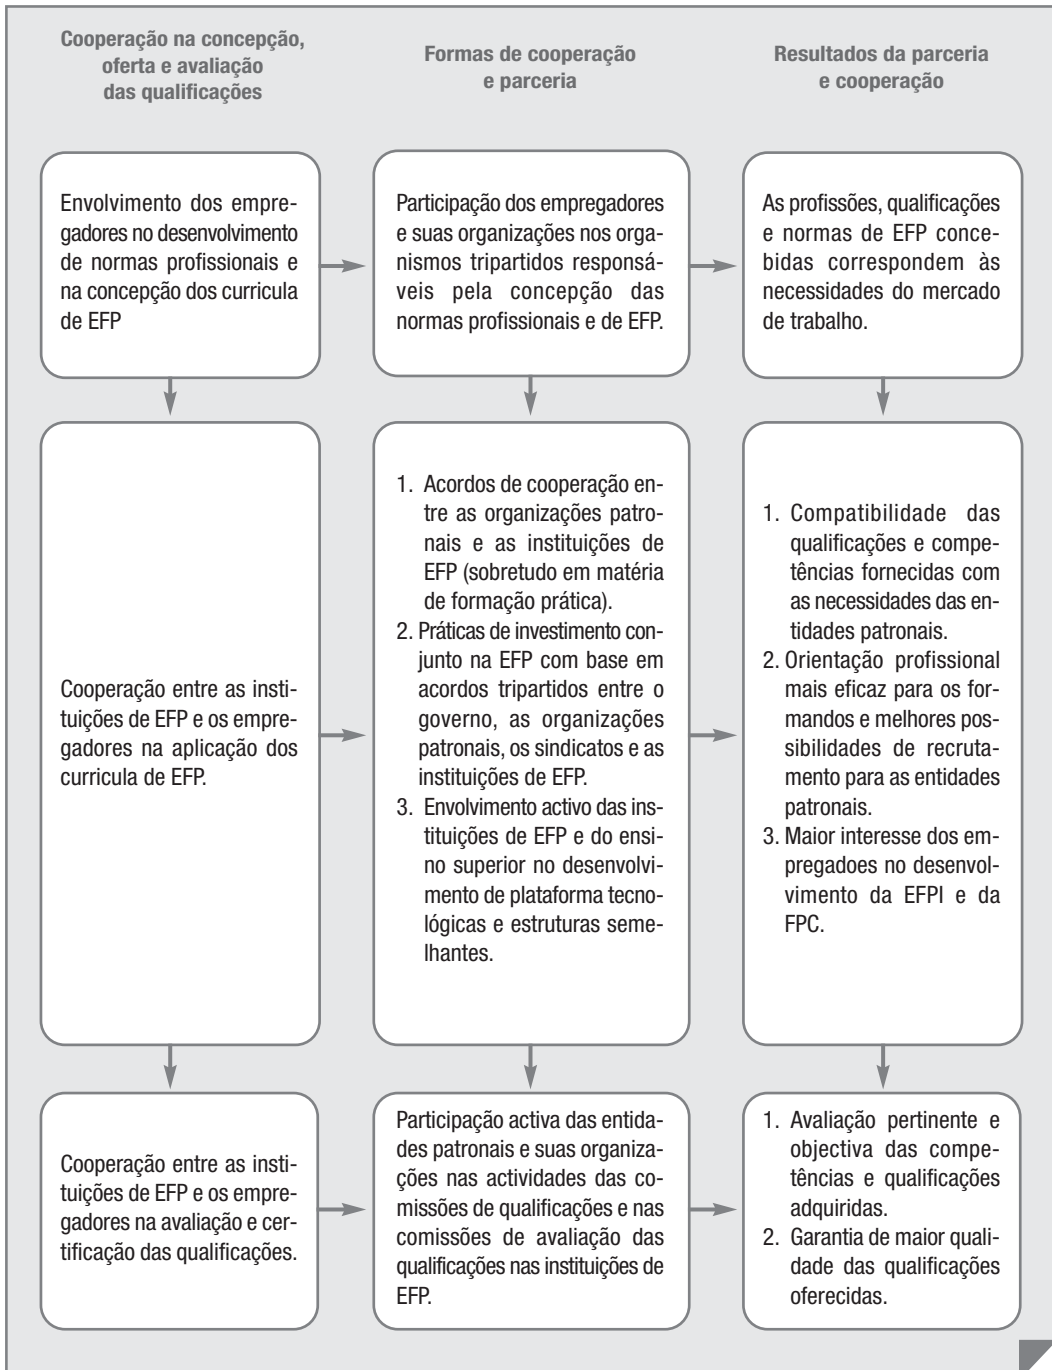 Cooperação na concepção,
oferta e avaliação
das qualificações
Formas de cooperação
e parceria
Resultados da parceria
e cooperação
Envolvimento dos empre-
gadores no desenvolvimento
de normas profissionais e
na concepção dos curricula
de EFP
Participação dos empregadores
e suas organizações nos orga-
nismos tripartidos responsá-
veis pela concepção das
normas profissionais e de EFP.
As profissões, qualificações
e normas de EFP conce-
bidas correspondem às
necessidades do mercado
de trabalho.
Cooperação entre as insti-
tuições de EFP e os empre-
gadores na aplicação dos
curricula de EFP.
1. Acordos de cooperação en-
tre as organizações patro-
nais e as instituições de
EFP (sobretudo em matéria
de formação prática).
2. Práticas de investimento con-
junto na EFP com base em
acordos tripartidos entre o
governo, as organizações
patronais, os sindicatos e as
instituições de EFP.
3. Envolvimento activo das ins-
tituições de EFP e do ensi-
no superior no desenvolvi-
mento de plataforma tecno-
lógicas e estruturas seme-
lhantes.
1. Compatibilidade das
qualificações e compe-
tências fornecidas com
as necessidades das en-
tidades patronais.
2. Orientação profissional
mais eficaz para os for-
mandos e melhores pos-
sibilidades de recruta-
mento para as entidades
patronais.
3. Maior interesse dos em-
pregadoes no desenvol-
vimento da EFPI e da
FPC.
Cooperação entre as insti-
tuições de EFP e os empre-
gadores na avaliação e cer-
tificação das qualificações.
Participação activa das entida-
des patronais e suas organiza-
ções nas actividades das co-
missões de qualificações e nas
comissões de avaliação das
qualificações nas instituições de
EFP.
1. Avaliação pertinente e
objectiva das compe-
tências e qualificações
adquiridas.
2. Garantia de maior quali-
dade das qualificações
oferecidas.